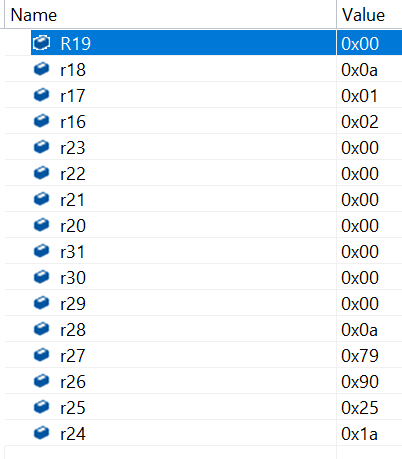 Name Value
R19 0x00
r18 0x0a
r17 0x01
r16 0x02
r23 0x00
r22 0x00
r21 0x00
r20 0x00
r31 0x00
r30 0x00
r29 0x00
r28 0x0a
r27 0x79
r26 0x90
r25 0x25
r24 0x1a